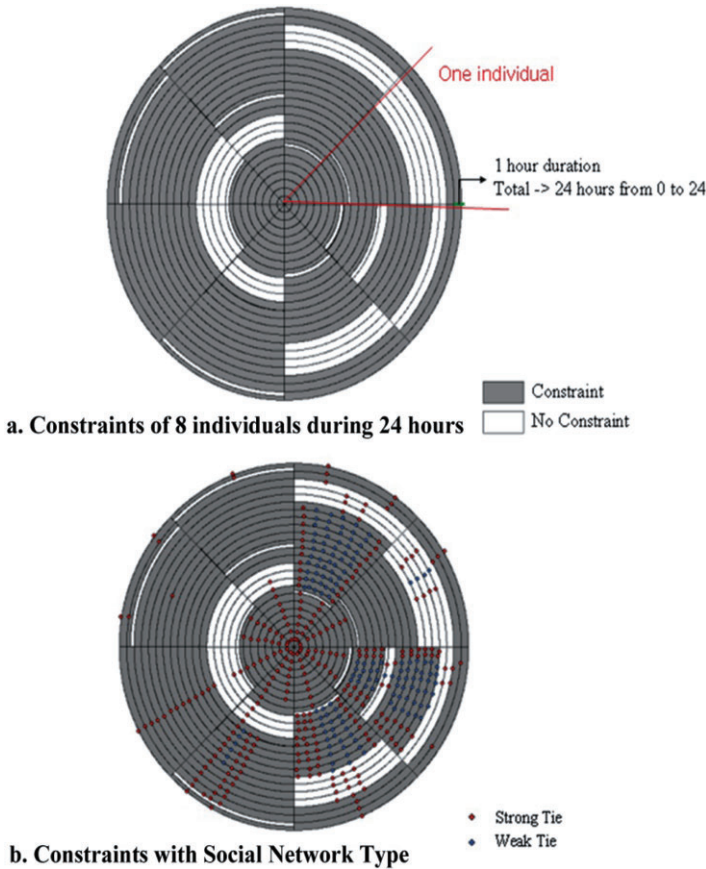 One individual
1 hour duration
Total -> 24 hours from 0 to 24
Constraint
No Constraint
a. Constraints of 8 individuals during 24 hours
Strong Tie
Weak Tie
b. Constraints with Social Network Type